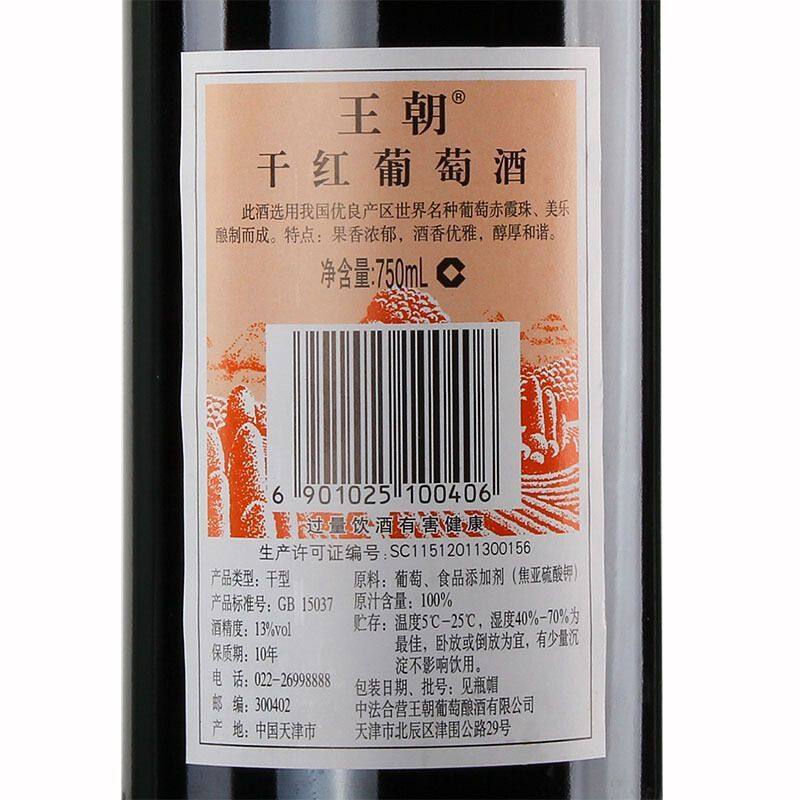 王朝®
干红葡萄酒
此酒选用我国优良产区世界名种葡萄赤霞珠、美乐
酿制而成。特点：果香浓郁，酒香优雅，醇厚和谐。
净含量:750mL
6 901025 100406
过量饮酒有害健康
生产许可证编号:SC11512011300156
产品类型：干型
产品标准号：GB 15037
酒精度：13%vol
保质期：10年
电 话：022-26998888
邮 编：300402
产 地：中国天津市
原料：葡萄、食品添加剂（焦亚硫酸钾）
原汁含量：100%
贮存：温度5℃-25℃，湿度40%-70%为
最佳，卧放或倒放为宜，有少量沉
淀不影响饮用。
包装日期、批号：见瓶帽
中法合营王朝葡萄酿酒有限公司
天津市北辰区津围公路29号